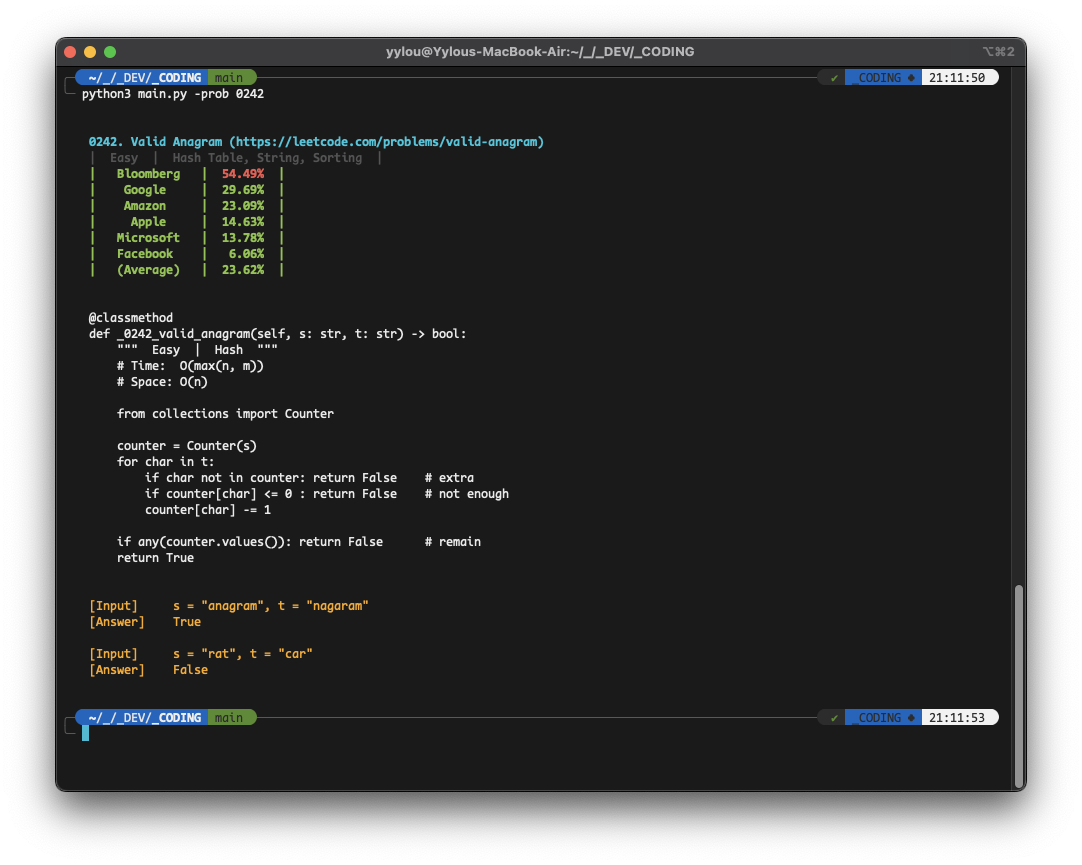 yylou@Yylous-MacBook-Air:~/_/_DEV/_CODING ⌥⌘2
~/_/_DEV/_CODING main ✔ _CODING ◆ 21:11:50
python3 main.py -prob 0242
0242. Valid Anagram (https://leetcode.com/problems/valid-anagram)
| Easy | Hash Table, String, Sorting |
| Bloomberg | 54.49% |
| Google | 29.69% |
| Amazon | 23.09% |
| Apple | 14.63% |
| Microsoft | 13.78% |
| Facebook | 6.06% |
| (Average) | 23.62% |
@classmethod
def _0242_valid_anagram(self, s: str, t: str) -> bool:
    """  Easy  |  Hash  """
    # Time:  O(max(n, m))
    # Space: O(n)
    from collections import Counter
    counter = Counter(s)
    for char in t:
        if char not in counter: return False    # extra
        if counter[char] <= 0 : return False    # not enough
        counter[char] -= 1
    if any(counter.values()): return False      # remain
    return True
[Input]     s = "anagram", t = "nagaram"
[Answer]    True
[Input]     s = "rat", t = "car"
[Answer]    False
~/_/_DEV/_CODING main ✔ _CODING ◆ 21:11:53